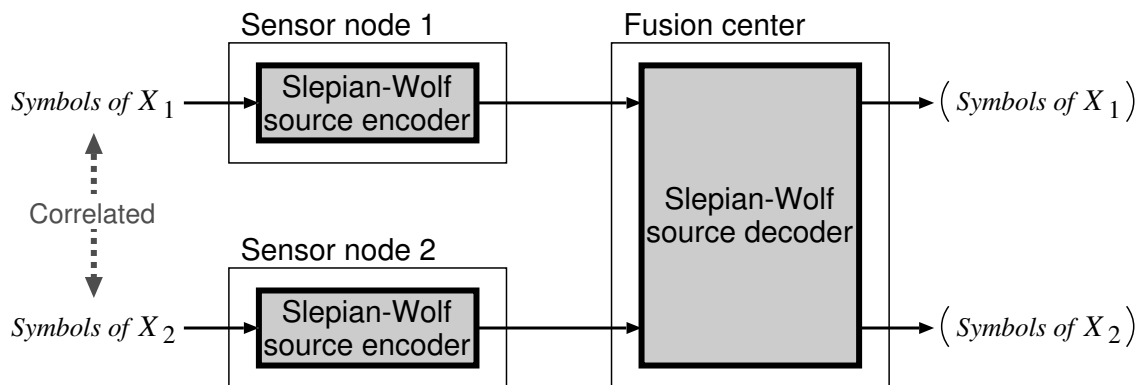 Sensor node 1
Fusion center
Symbols of X1
Slepian-Wolf
source encoder
(Symbols of X1)
Correlated
Slepian-Wolf
source decoder
Sensor node 2
Symbols of X2
Slepian-Wolf
source encoder
(Symbols of X2)